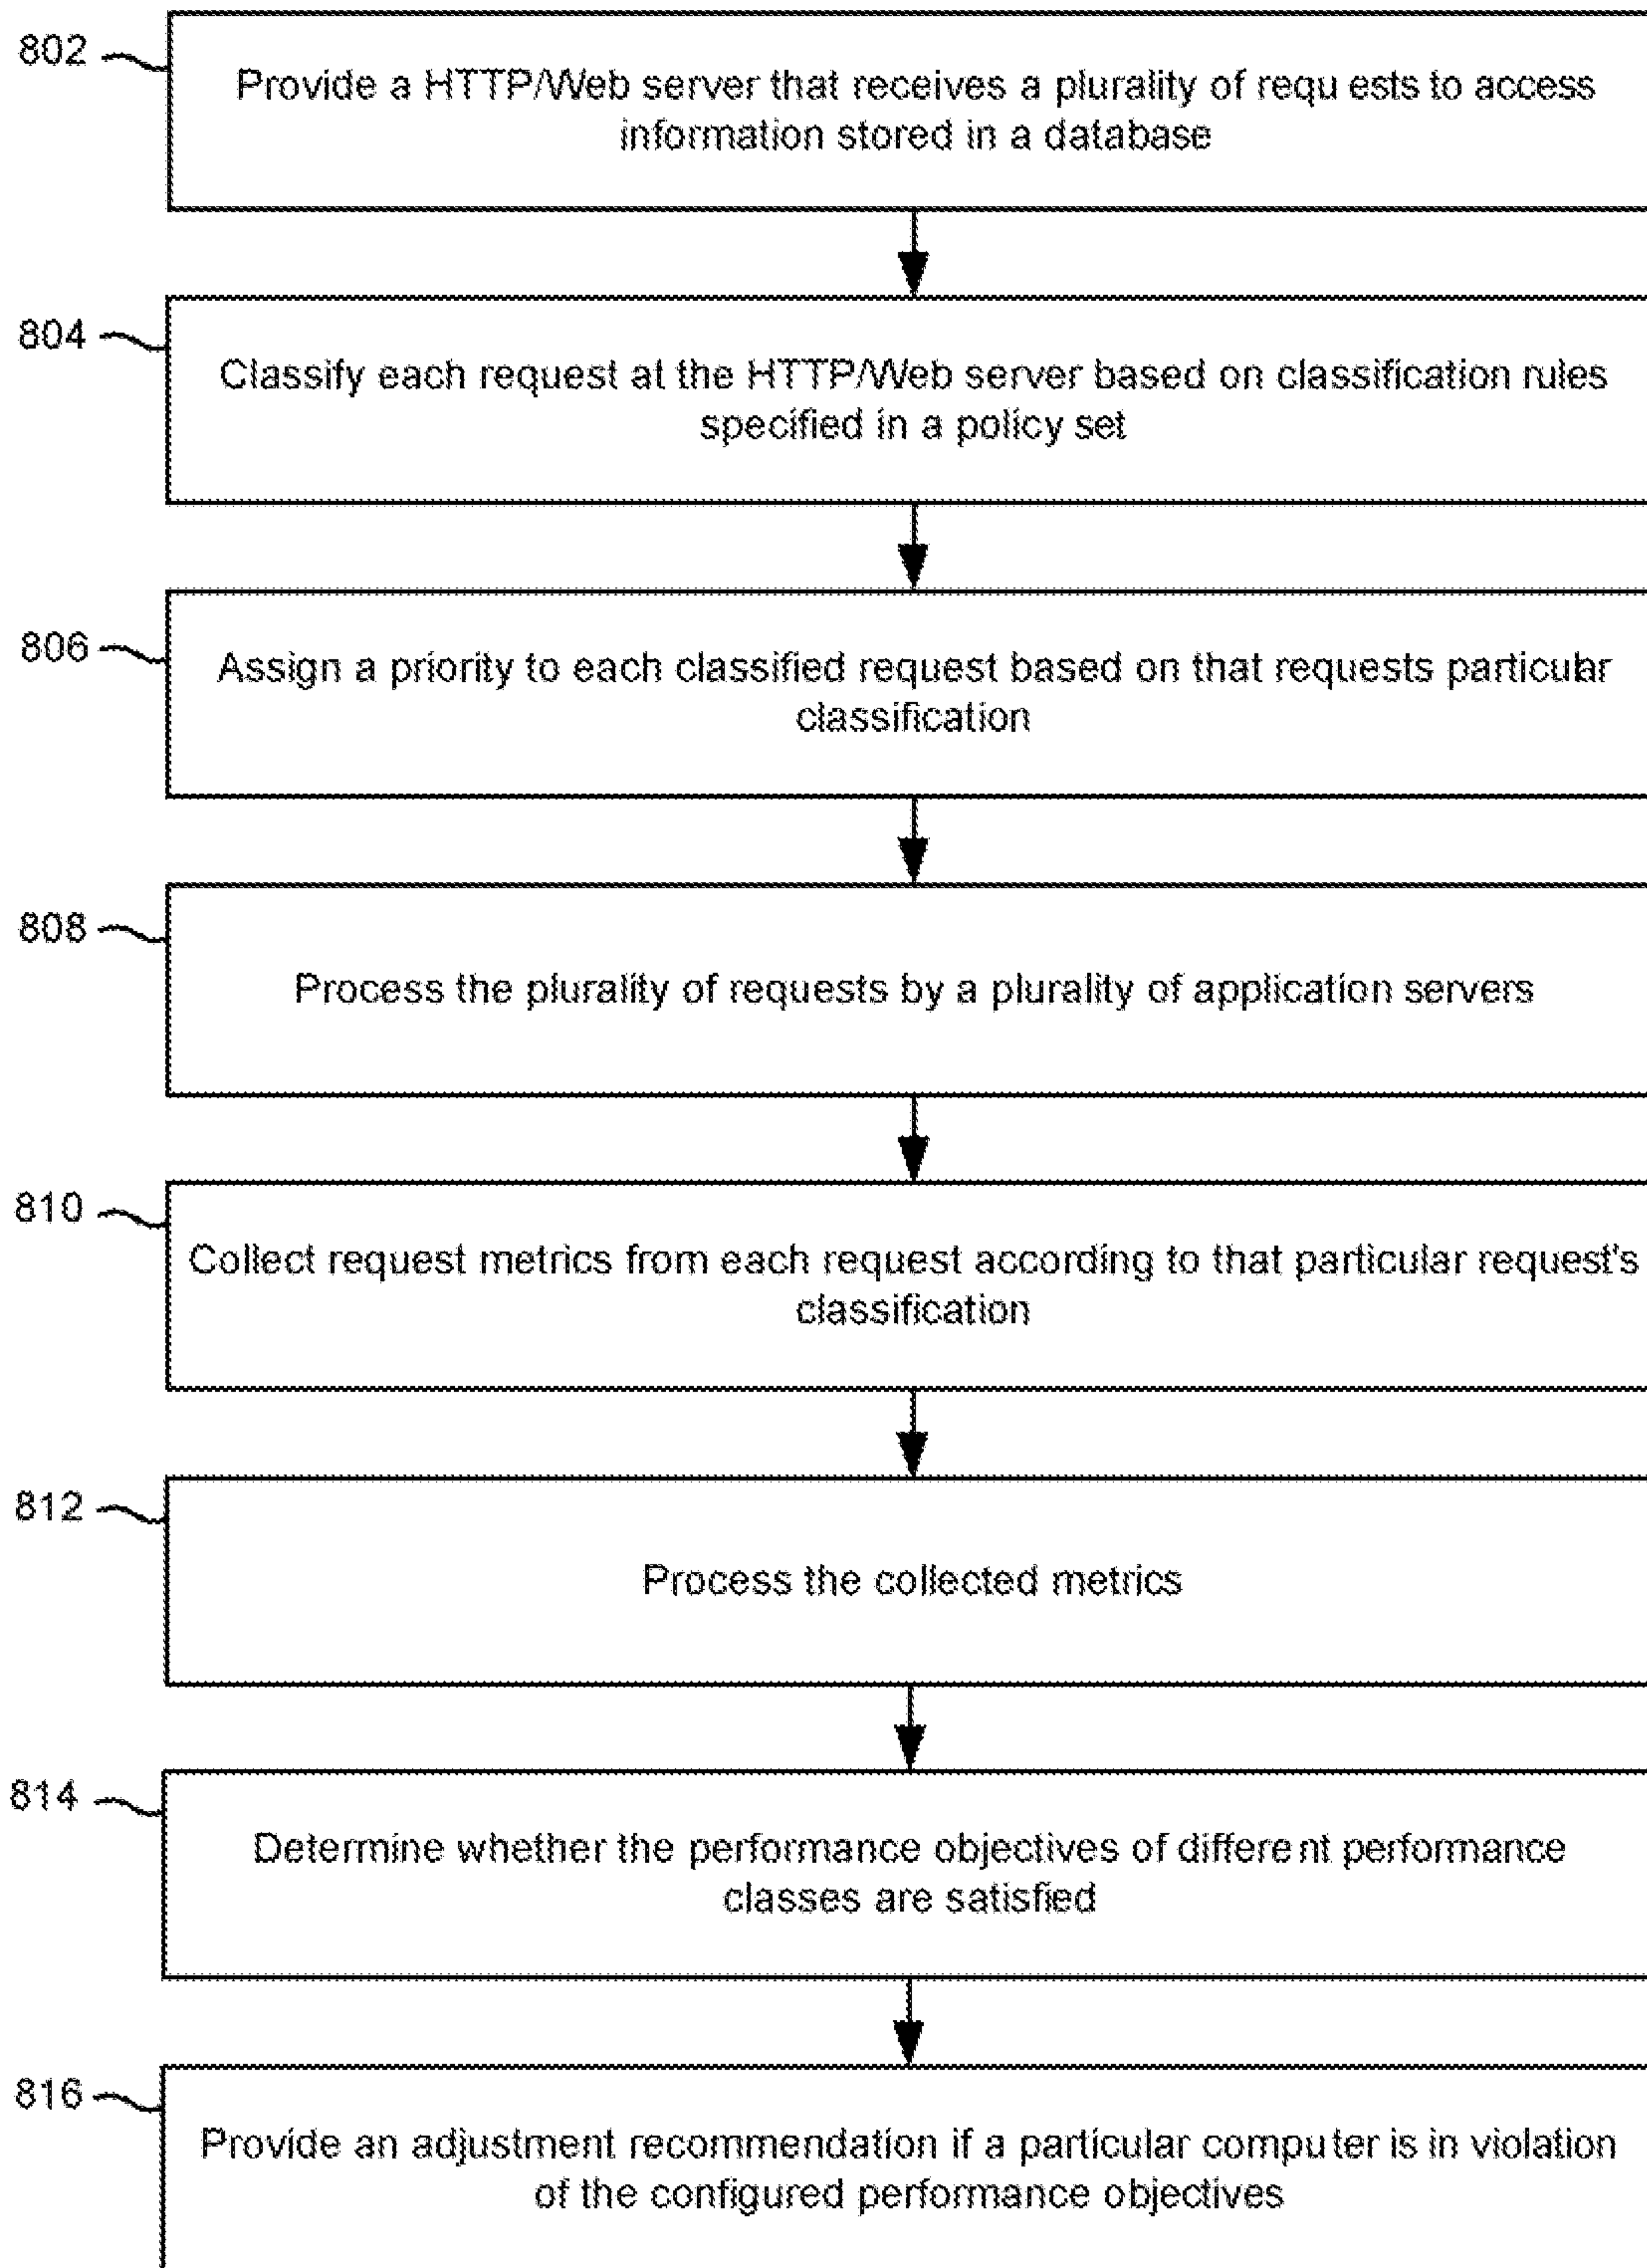 802
Provide a HTTP/Web server that receives a plurality of requ ests to access
information stored in a database
804
Classify each request at the HTTP/Web server based on classification rules
specified in a policy set
806
Assign a priority to each classified request based on that requests particular
classification
808
Process the plurality of requests by a plurality of application servers
810
Collect request metrics from each request according to that particular request's
classification
812
Process the collected metrics
814
Determine whether the performance objectives of different performance
classes are satisfied
816
Provide an adjustment recommendation if a particular computer is in violation
of the configured performance objectives